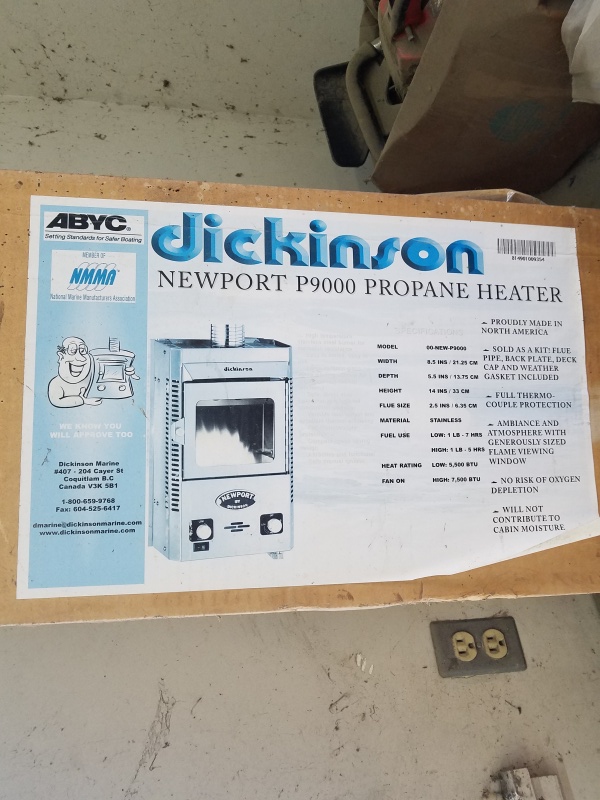 ABYC®
Setting Standards for Safer Boating
MEMBER OF
NMMA
National Marine Manufacturers Association
WE KNOW YOU
WILL APPROVE TOO
Dickinson Marine
#407 - 204 Cayer St
Coquitlam B.C
Canada V3K 5B1
1-800-659-9768
Fax: 604-525-6417
dmarine@dickinsonmarine.com
www.dickinsonmarine.com
dickinson
NEWPORT P9000 PROPANE HEATER
dickinson
NEWPORT
BY
DICKINSON
MODEL 00-NEW-P9000
WIDTH 8.5 INS / 21.25 CM
DEPTH 5.5 INS / 13.75 CM
HEIGHT 14 INS / 33 CM
FLUE SIZE 2.5 INS / 6.35 CM
MATERIAL STAINLESS
FUEL USE LOW: 1 LB - 7 HRS
HIGH: 1 LB - 5 HRS
HEAT RATING LOW: 5,500 BTU
FAN ON HIGH: 7,500 BTU
PROUDLY MADE IN
NORTH AMERICA
SOLD AS A KIT: FLUE
PIPE, BACK PLATE, DECK
CAP AND WEATHER
GASKET INCLUDED
FULL THERMO-
COUPLE PROTECTION
AMBIANCE AND
ATMOSPHERE WITH
GENEROUSLY SIZED
FLAME VIEWING
WINDOW
NO RISK OF OXYGEN
DEPLETION
WILL NOT
CONTRIBUTE TO
CABIN MOISTURE